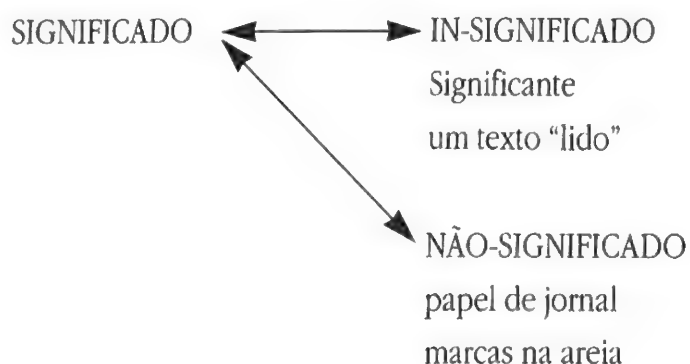 SIGNIFICADO
IN-SIGNIFICADO
Significante
um texto “lido”
NÃO-SIGNIFICADO
papel de jornal
marcas na areia